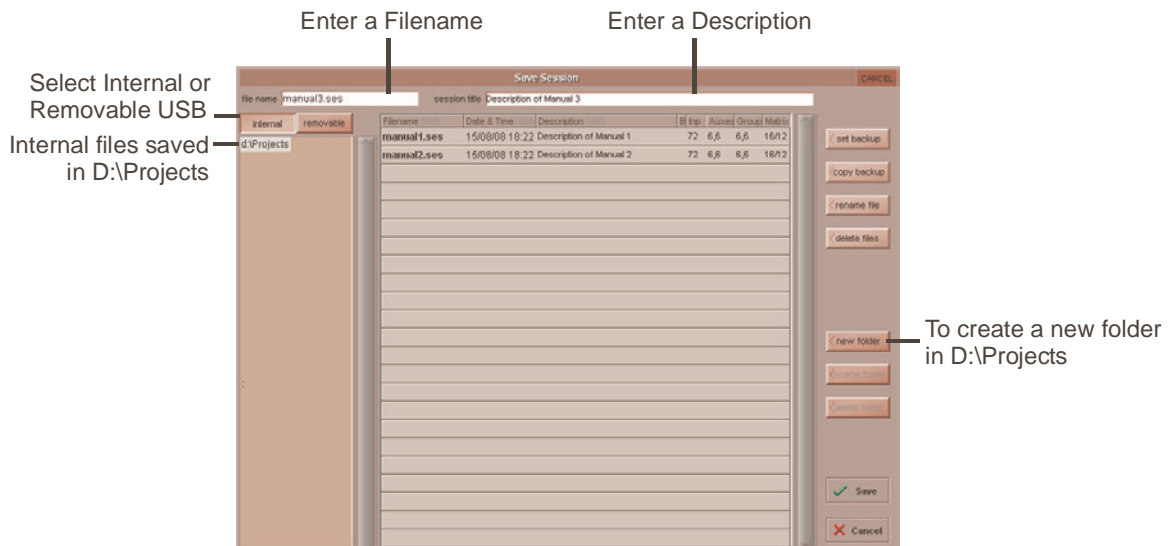 Enter a Filename
Enter a Description
Select Internal or
Removable USB
Internal files saved
in D:\Projects
Save Session
CANCEL
file name manual3.ses
session title Description of Manual 3
internal removable
d:\Projects
Filename Date & Time Description B Inp Auxes Group Matrix
manual1.ses 15/08/08 18:22 Description of Manual 1 72 6,6 6,6 16/12
manual2.ses 15/08/08 18:22 Description of Manual 2 72 6,6 6,6 16/12
set backup
copy backup
rename file
delete files
new folder
To create a new folder
in D:\Projects
Save
Cancel